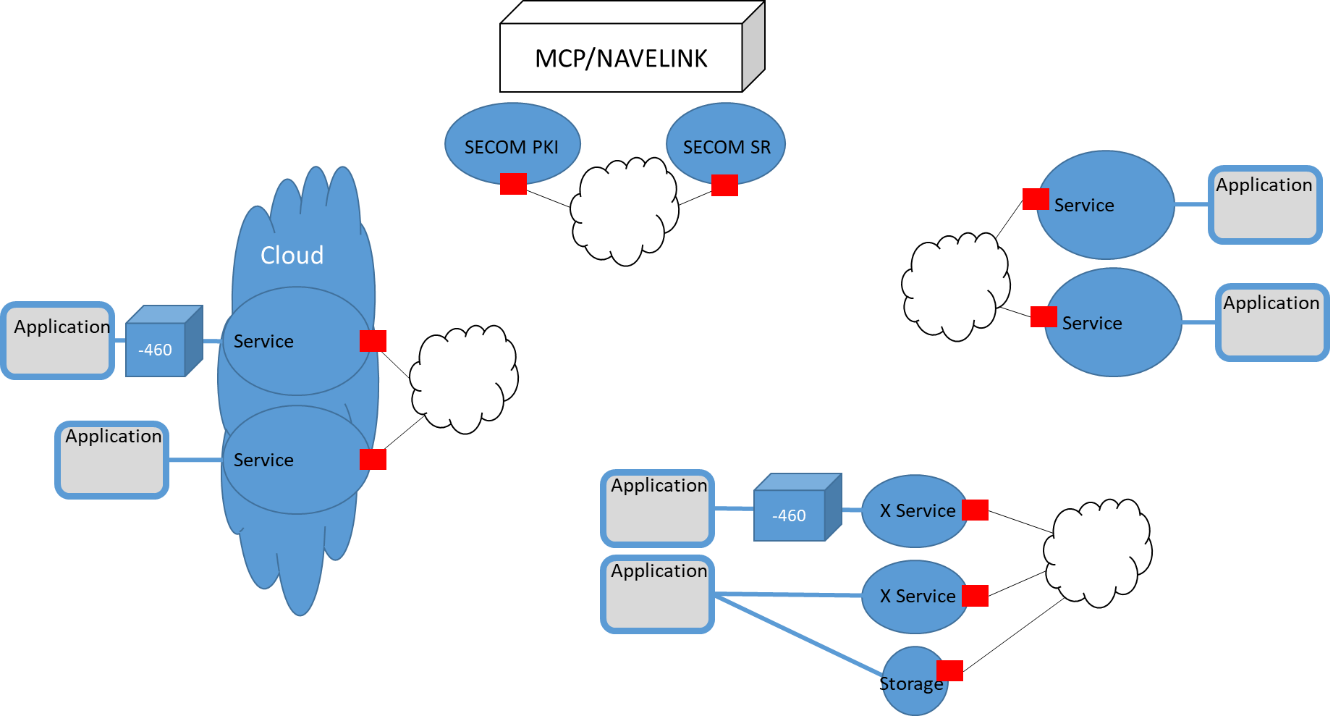 MCP/NAVELINK
SECOM PKI
SECOM SR
Cloud
Application
-460
Service
Application
Service
Service
Application
Service
Application
Application
-460
X Service
Application
X Service
Storage